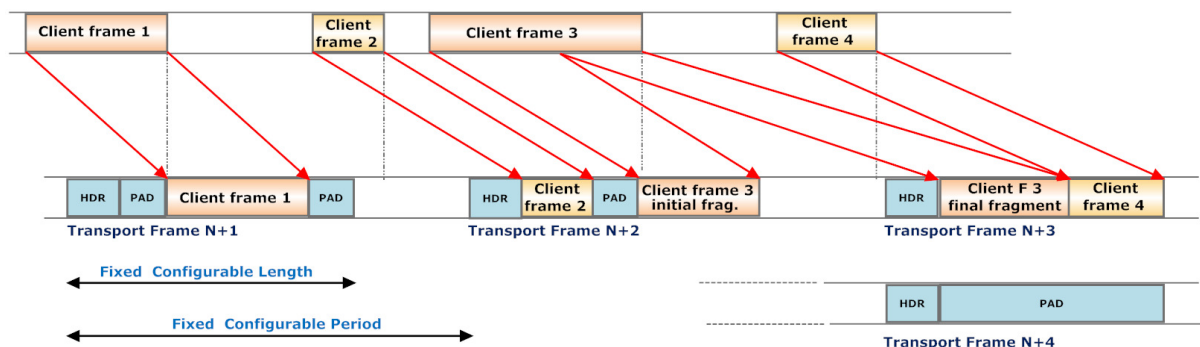 Client frame 1
Client
frame 2
Client frame 3
Client
frame 4
HDR
PAD
Client frame 1
PAD
HDR
Client
frame 2
PAD
Client frame 3
initial frag.
HDR
Client F 3
final fragment
Client
frame 4
Transport Frame N+1
Transport Frame N+2
Transport Frame N+3
Fixed Configurable Length
Fixed Configurable Period
HDR
PAD
Transport Frame N+4